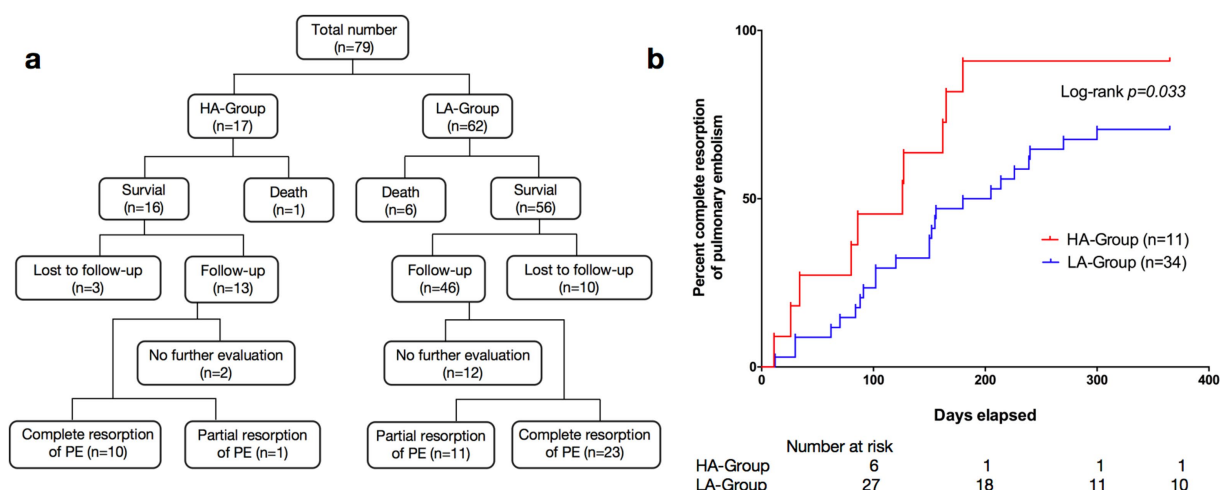 a
Total number
(n=79)
HA-Group
(n=17)
LA-Group
(n=62)
Survial
(n=16)
Death
(n=1)
Death
(n=6)
Survial
(n=56)
Lost to follow-up
(n=3)
Follow-up
(n=13)
Follow-up
(n=46)
Lost to follow-up
(n=10)
No further evaluation
(n=2)
No further evaluation
(n=12)
Complete resorption
of PE (n=10)
Partial resorption
of PE (n=1)
Partial resorption
of PE (n=11)
Complete resorption
of PE (n=23)
b
Percent complete resorption
of pulmonary embolism
100
50
0
Log-rank p=0.033
HA-Group (n=11)
LA-Group (n=34)
0 100 200 300 400
Days elapsed
Number at risk
HA-Group 6 1 1 1
LA-Group 27 18 11 10